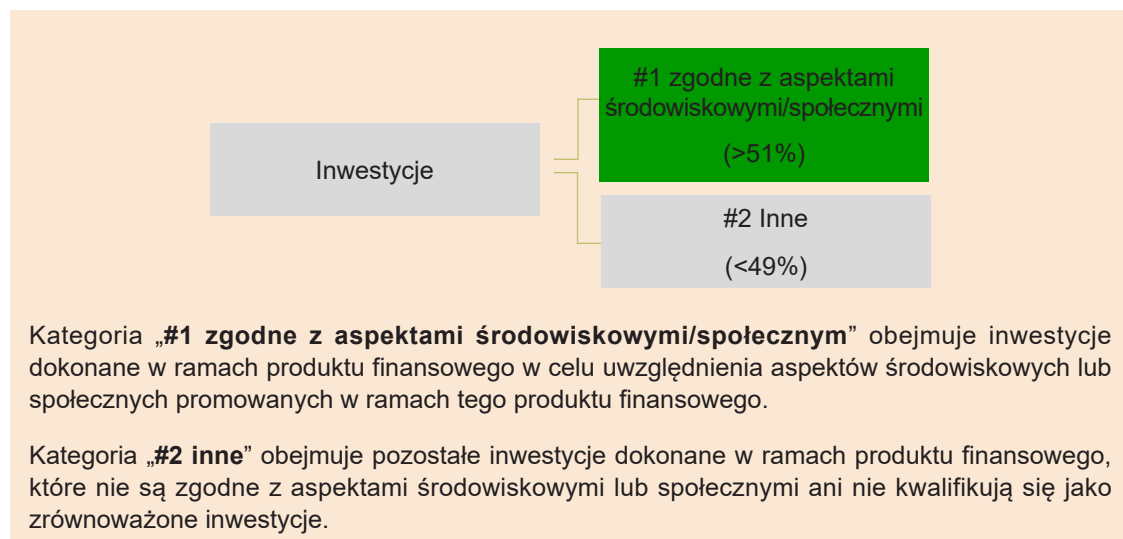 #1 zgodne z aspektami
środowiskowymi/społecznymi
(>51%)
Inwestycje
#2 Inne
(<49%)
Kategoria „#1 zgodne z aspektami środowiskowymi/społecznym” obejmuje inwestycje
dokonane w ramach produktu finansowego w celu uwzględnienia aspektów środowiskowych lub
społecznych promowanych w ramach tego produktu finansowego.
Kategoria „#2 inne” obejmuje pozostałe inwestycje dokonane w ramach produktu finansowego,
które nie są zgodne z aspektami środowiskowymi lub społecznymi ani nie kwalifikują się jako
zrównoważone inwestycje.